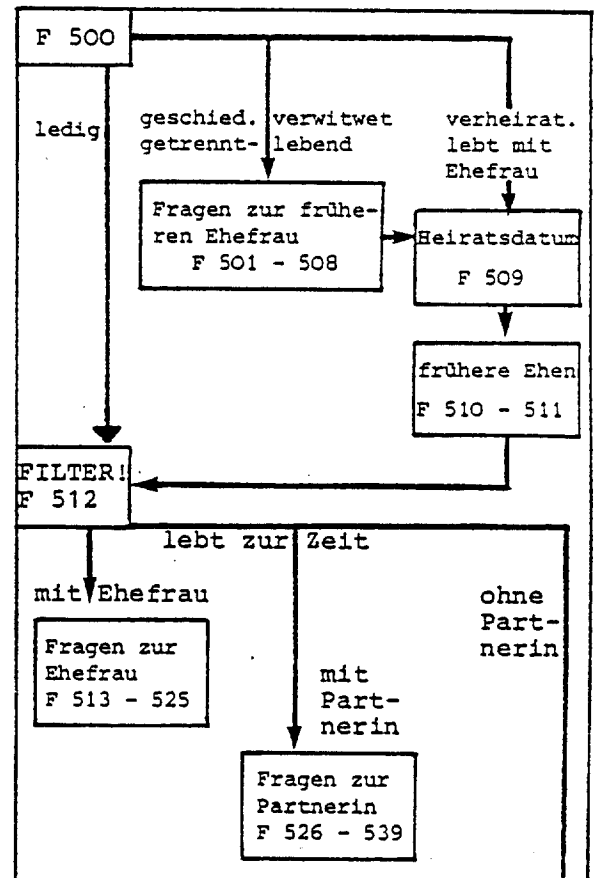 F 500
ledig
geschied. verwitwet
getrennt- lebend
verheirat.
lebt mit
Ehefrau
Fragen zur frühe-
ren Ehefrau
F 501 - 508
Heiratsdatum
F 509
frühere Ehen
F 510 - 511
FILTER!
F 512
lebt zur Zeit
mit Ehefrau
ohne
Part-
nerin
Fragen zur
Ehefrau
F 513 - 525
mit
Part-
nerin
Fragen zur
Partnerin
F 526 - 539